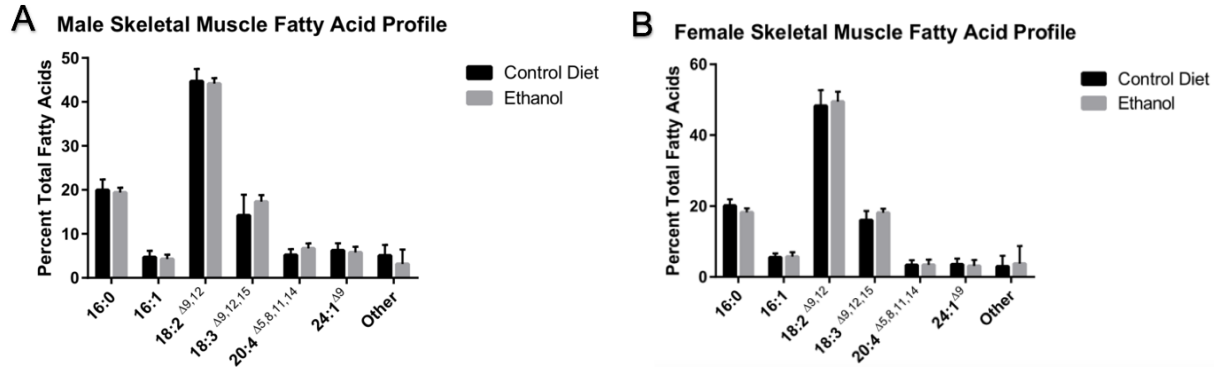 A Male Skeletal Muscle Fatty Acid Profile
Percent Total Fatty Acids
50
40
30
20
10
0
16:0
16:1
18:2 Δ9,12
18:3 Δ9,12,15
20:4 Δ5,8,11,14
24:1 Δ9
Other
Control Diet
Ethanol
B Female Skeletal Muscle Fatty Acid Profile
Percent Total Fatty Acids
60
40
20
0
16:0
16:1
18:2 Δ9,12
18:3 Δ9,12,15
20:4 Δ5,8,11,14
24:1 Δ9
Other
Control Diet
Ethanol